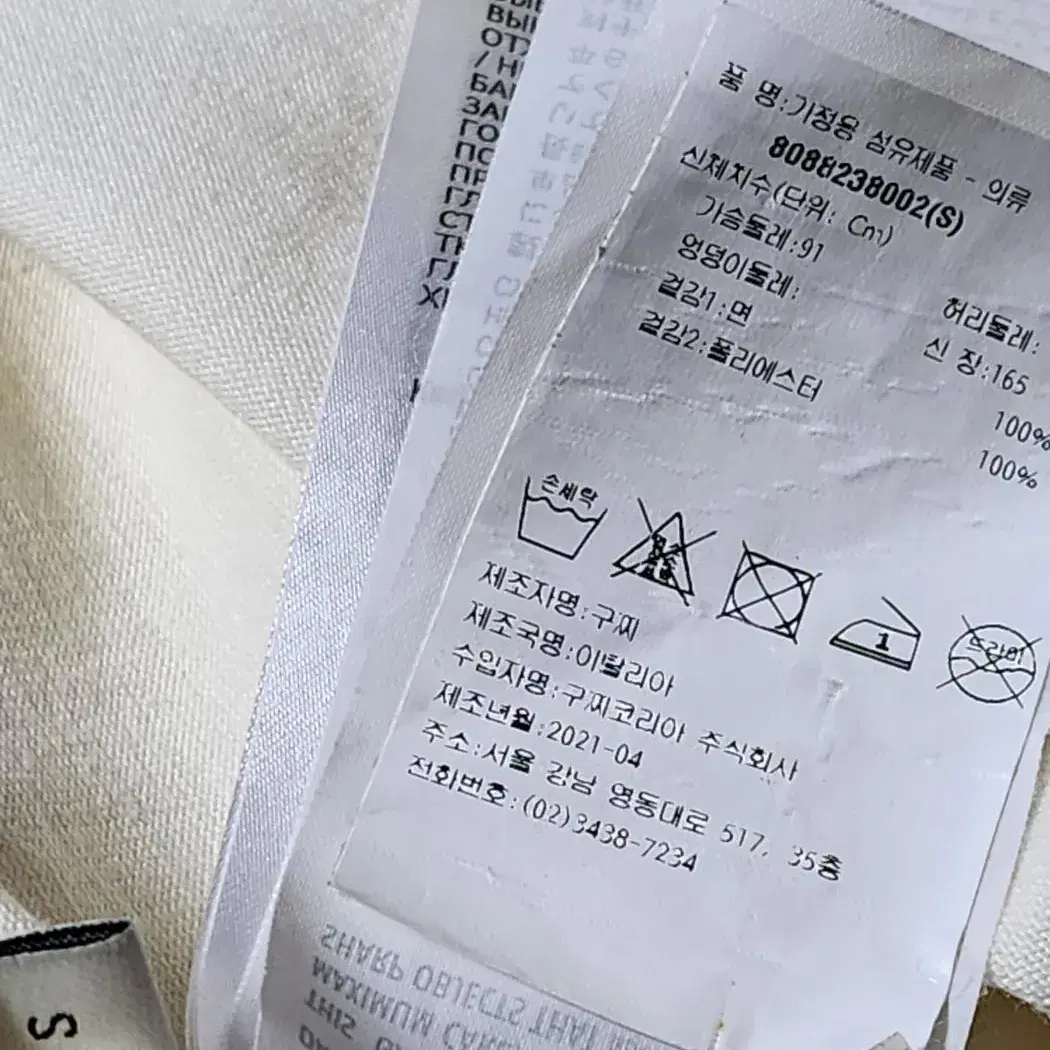 품 명:가정용 섬유제품 - 의류
8088238002(S)
신체치수(단위: Cm)
가슴둘레:91 허리둘레:
엉덩이둘레: 신 장:165
겉감1:면 100%
겉감2:폴리에스터 100%
손세탁
1
드라이
제조자명:구찌
제조국명:이탈리아
수입자명:구찌코리아 주식회사
제조년월:2021-04
주소:서울 강남 영동대로 517, 35층
전화번호:(02)3438-7234
SHARP OBJECTS THAT
MAXIMUM CARE
THIS
S